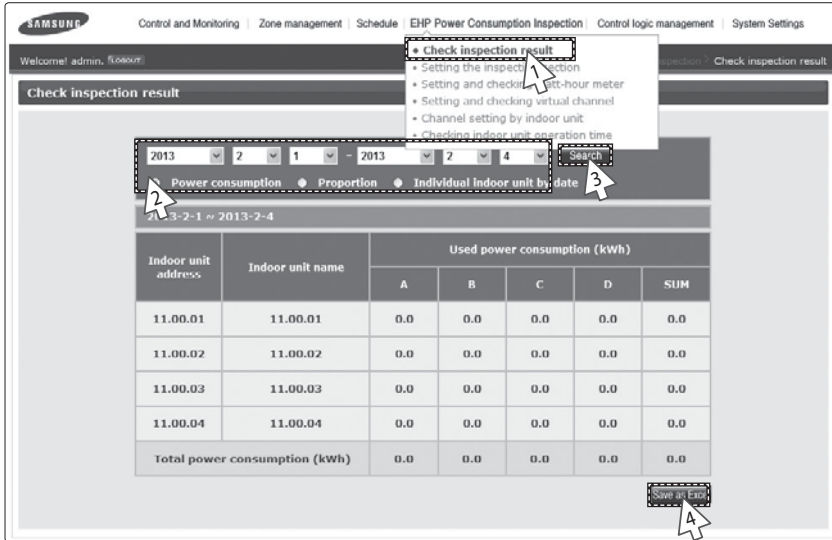 SAMSUNG
Control and Monitoring | Zone management | Schedule | EHP Power Consumption Inspection | Control logic management | System Settings
Welcome! admin. LOGOUT
Check inspection result
• Check inspection result
• Setting the inspection
• Setting and checking watt-hour meter
• Setting and checking virtual channel
• Channel setting by indoor unit
• Checking indoor unit operation time
1
Check inspection result
2013 2 1 - 2013 2 4 Search
Power consumption Proportion Individual indoor unit by date
2
3
2013-2-1 ~ 2013-2-4
Indoor unit address Indoor unit name Used power consumption (kWh)
A B C D SUM
11.00.01 11.00.01 0.0 0.0 0.0 0.0 0.0
11.00.02 11.00.02 0.0 0.0 0.0 0.0 0.0
11.00.03 11.00.03 0.0 0.0 0.0 0.0 0.0
11.00.04 11.00.04 0.0 0.0 0.0 0.0 0.0
Total power consumption (kWh) 0.0 0.0 0.0 0.0 0.0
Save as Excel
4